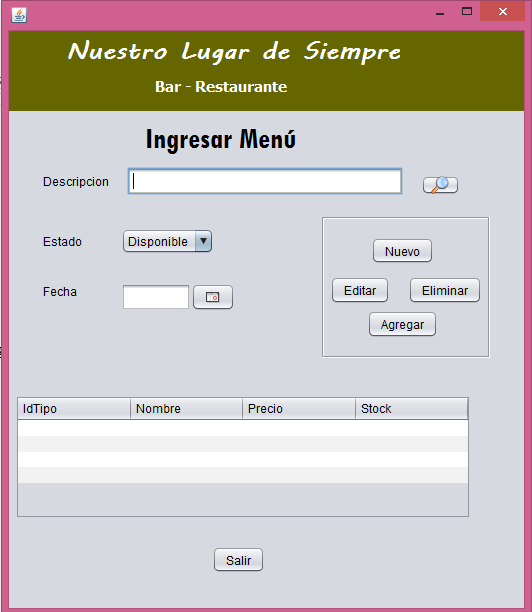 Nuestro Lugar de Siempre
Bar - Restaurante
Ingresar Menú
Descripcion
Estado
Disponible
Fecha
Nuevo
Editar
Eliminar
Agregar
IdTipo Nombre Precio Stock
Salir